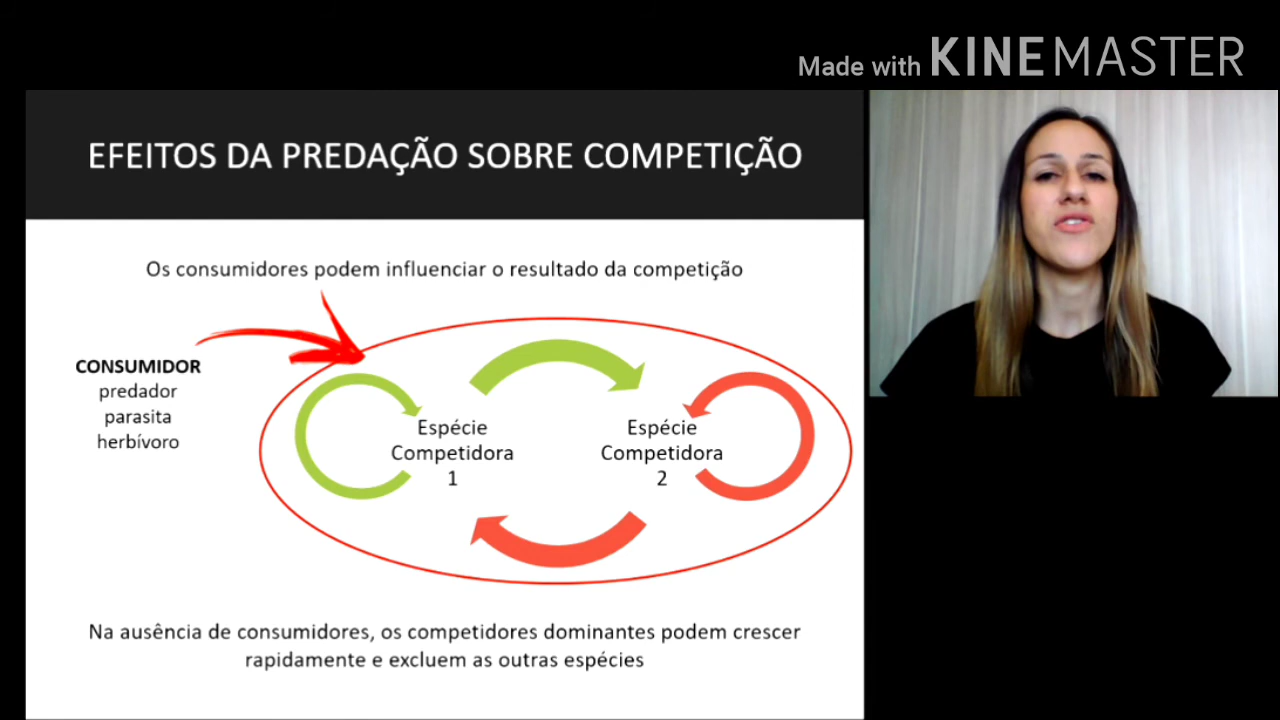 Made with KINEMASTER
EFEITOS DA PREDAÇÃO SOBRE COMPETIÇÃO
Os consumidores podem influenciar o resultado da competição
CONSUMIDOR
predador
parasita
herbívoro
Espécie
Competidora
1
Espécie
Competidora
2
Na ausência de consumidores, os competidores dominantes podem crescer
rapidamente e excluem as outras espécies